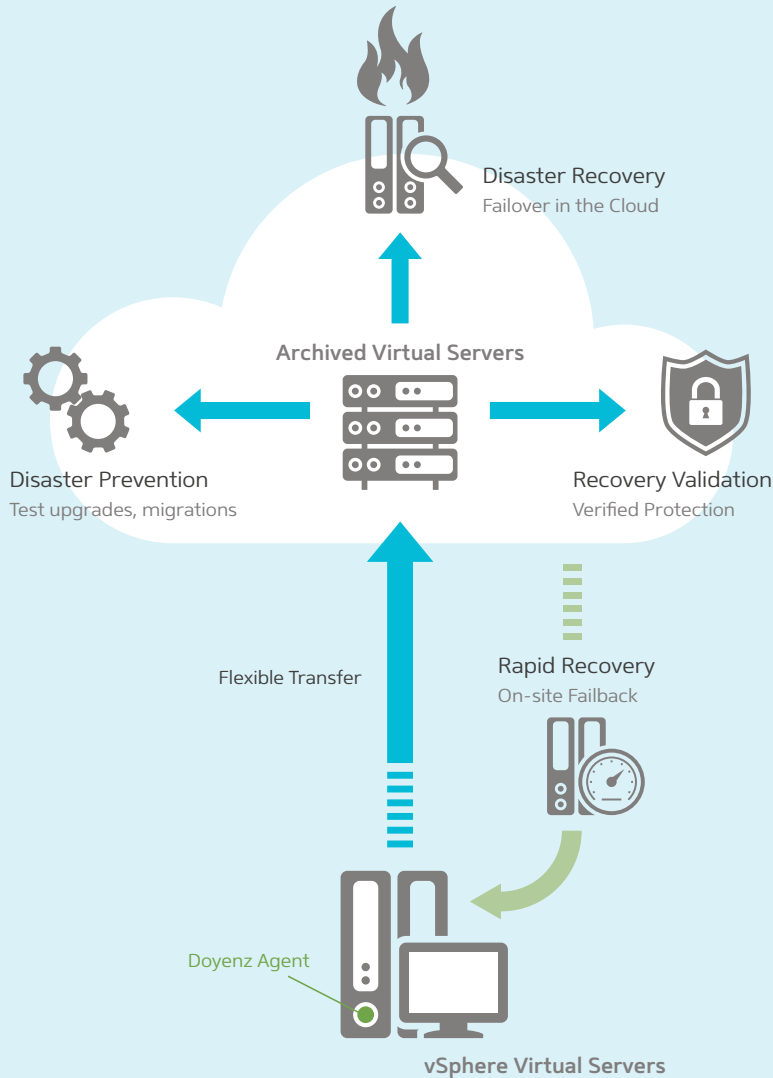 Disaster Recovery
Failover in the Cloud
Archived Virtual Servers
Disaster Prevention
Test upgrades, migrations
Recovery Validation
Verified Protection
Flexible Transfer
Rapid Recovery
On-site Failback
Doyenz Agent
vSphere Virtual Servers